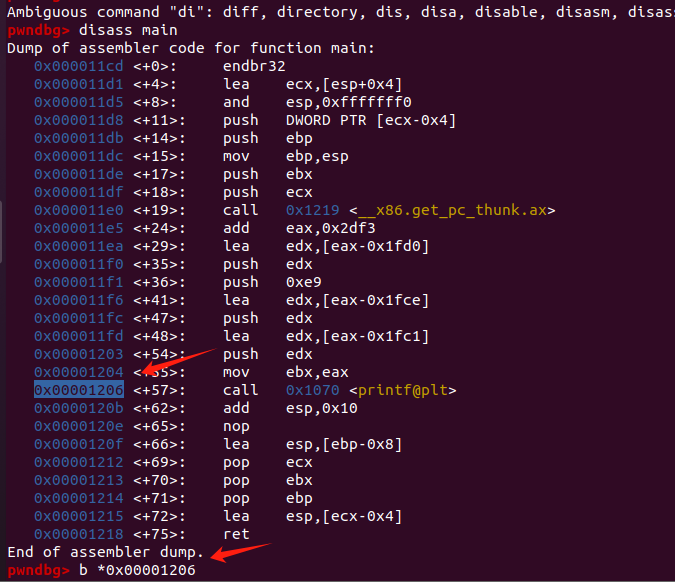 Ambiguous command "di": diff, directory, dis, disa, disable, disasm, disass
pwndbg> disass main
Dump of assembler code for function main:
0x000011cd <+0>: endbr32
0x000011d1 <+4>: lea ecx,[esp+0x4]
0x000011d5 <+8>: and esp,0xfffffff0
0x000011d8 <+11>: push DWORD PTR [ecx-0x4]
0x000011db <+14>: push ebp
0x000011dc <+15>: mov ebp,esp
0x000011de <+17>: push ebx
0x000011df <+18>: push ecx
0x000011e0 <+19>: call 0x1219 <__x86.get_pc_thunk.ax>
0x000011e5 <+24>: add eax,0x2df3
0x000011ea <+29>: lea edx,[eax-0x1fd0]
0x000011f0 <+35>: push edx
0x000011f1 <+36>: push 0xe9
0x000011f6 <+41>: lea edx,[eax-0x1fce]
0x000011fc <+47>: push edx
0x000011fd <+48>: lea edx,[eax-0x1fc1]
0x00001203 <+54>: push edx
0x00001204 <+55>: mov ebx,eax
0x00001206 <+57>: call 0x1070 <printf@plt>
0x0000120b <+62>: add esp,0x10
0x0000120e <+65>: nop
0x0000120f <+66>: lea esp,[ebp-0x8]
0x00001212 <+69>: pop ecx
0x00001213 <+70>: pop ebx
0x00001214 <+71>: pop ebp
0x00001215 <+72>: lea esp,[ecx-0x4]
0x00001218 <+75>: ret
End of assembler dump.
pwndbg> b *0x00001206